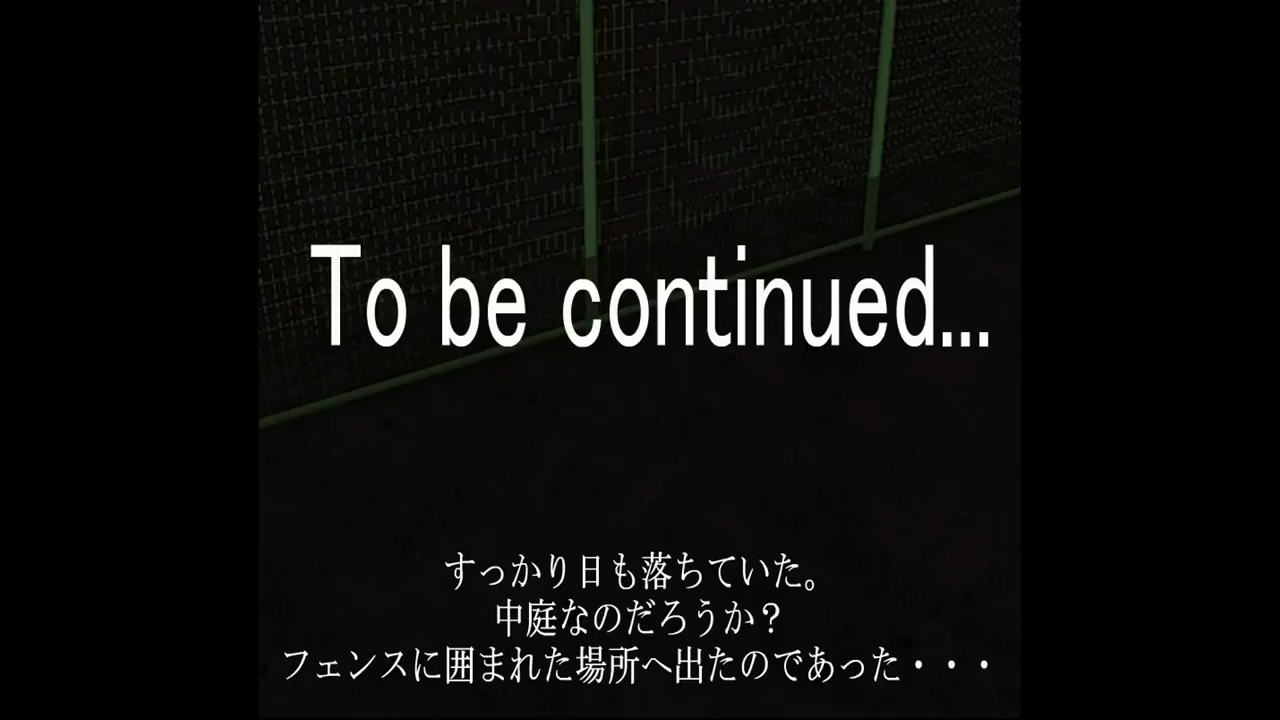 To be continued...
すっかり日も落ちていた。
中庭なのだろうか？
フェンスに囲まれた場所へ出たのであった・・・